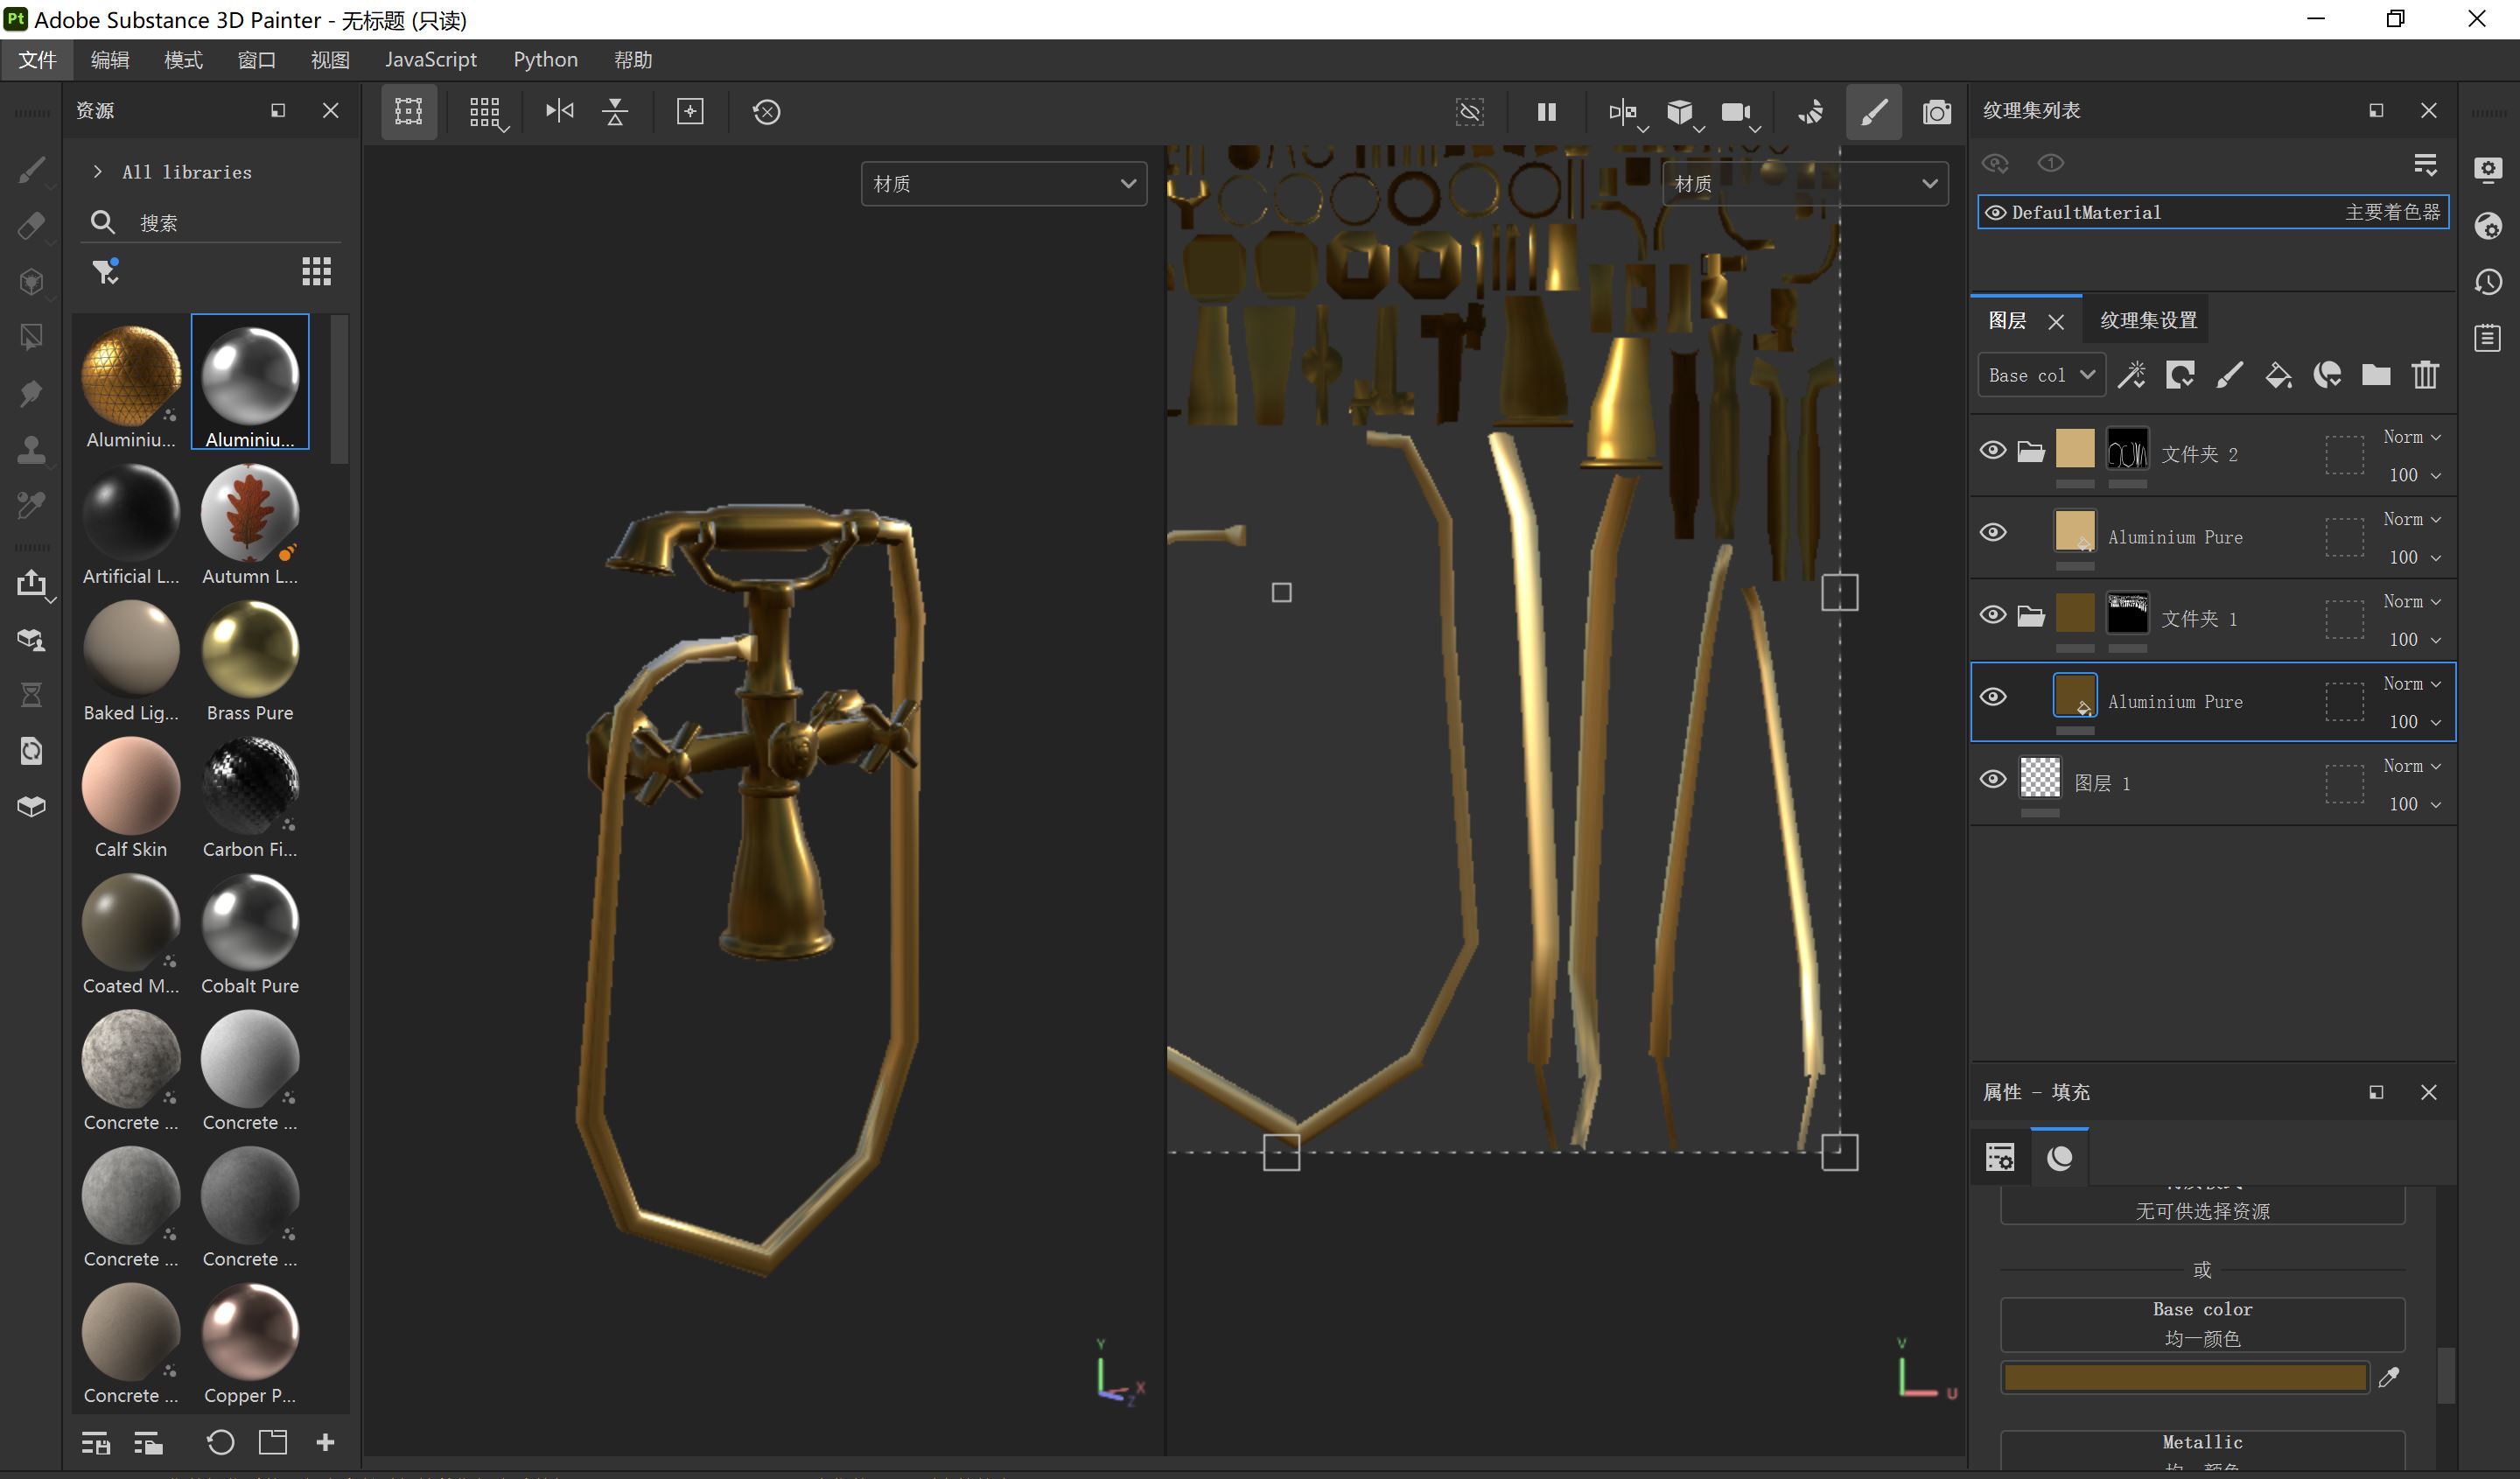 Pt Adobe Substance 3D Painter - 无标题 (只读)
文件 编辑 模式 窗口 视图 JavaScript Python 帮助
资源
All libraries
搜索
Aluminiu... Aluminiu...
Artificial L... Autumn L...
Baked Lig... Brass Pure
Calf Skin Carbon Fi...
Coated M... Cobalt Pure
Concrete ... Concrete ...
Concrete ... Concrete ...
Concrete ... Copper P...
材质
Y
X
Z
材质
V
U
纹理集列表
DefaultMaterial 主要着色器
图层 纹理集设置
Base col
文件夹 2 Norm
100
Aluminium Pure Norm
100
文件夹 1 Norm
100
Aluminium Pure Norm
100
图层 1 Norm
100
属性 - 填充
无可供选择资源
或
Base color
均一颜色
Metallic